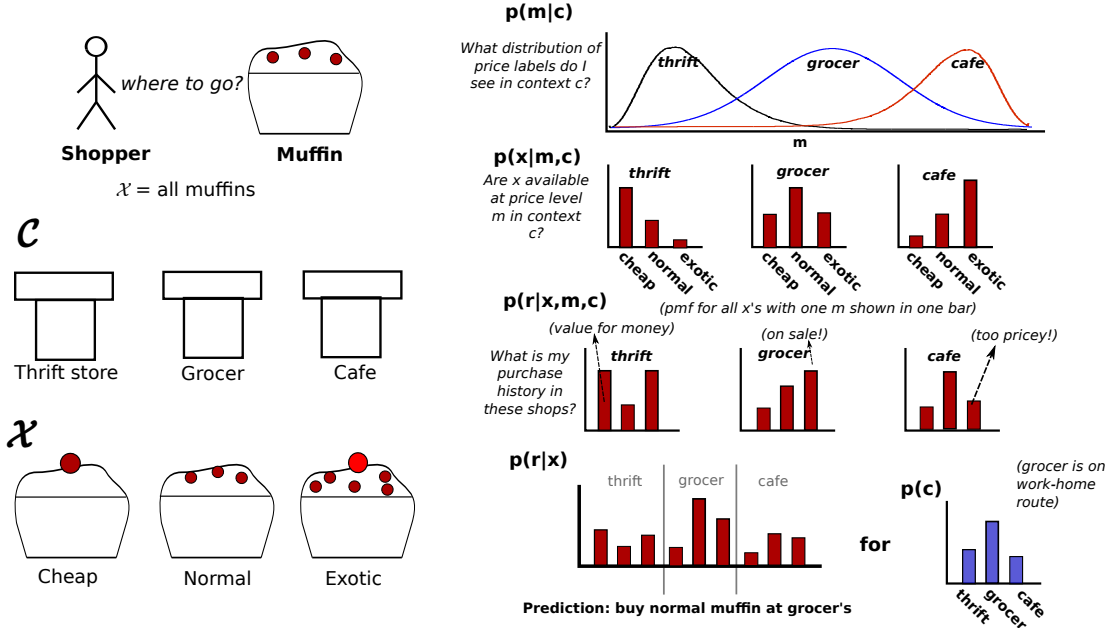 where to go?
Shopper
Muffin
𝒳 = all muffins
𝓒
Thrift store
Grocer
Cafe
𝓧
Cheap
Normal
Exotic
p(m|c)
What distribution of
price labels do I
see in context c?
thrift
grocer
cafe
m
p(x|m,c)
Are x available
at price level
m in context
c?
thrift
cheap
normal
exotic
grocer
cheap
normal
exotic
cafe
cheap
normal
exotic
p(r|x,m,c)
(pmf for all x's with one m shown in one bar)
(value for money)
(on sale!)
(too pricey!)
What is my
purchase
history in
these shops?
thrift
grocer
cafe
p(r|x)
thrift
grocer
cafe
Prediction: buy normal muffin at grocer's
for
p(c)
(grocer is on
work-home
route)
thrift
grocer
cafe